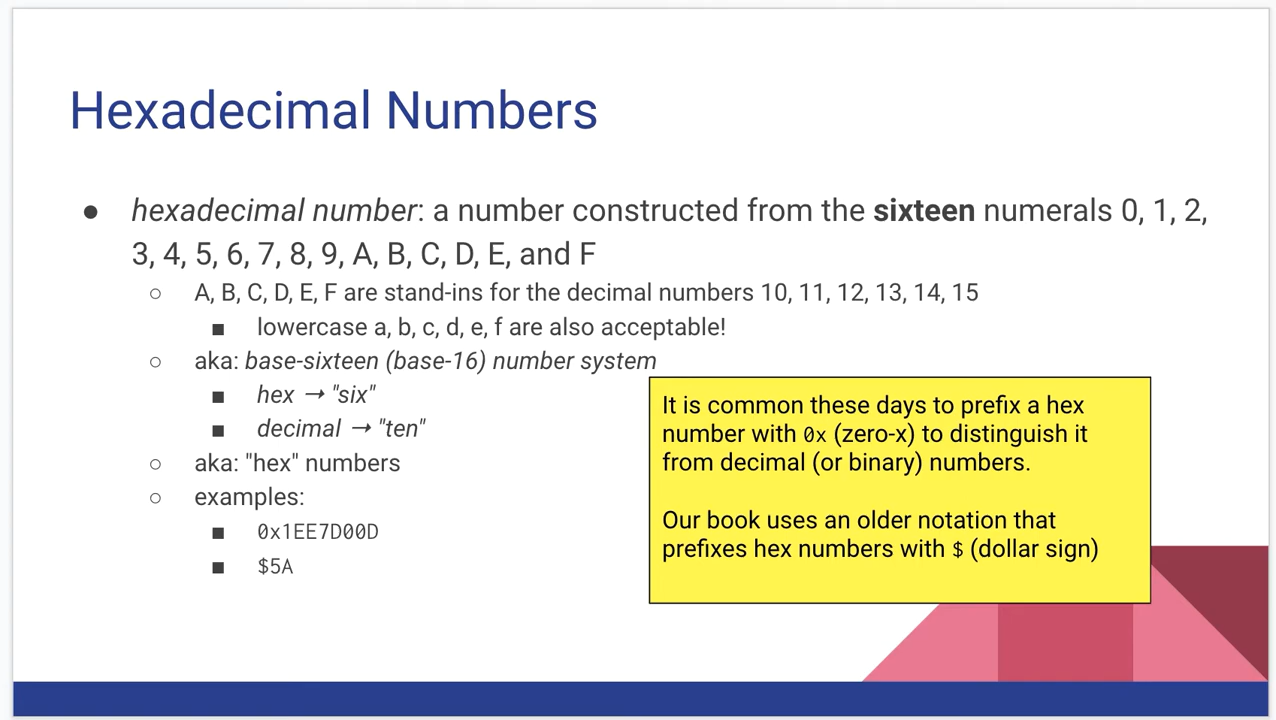 Hexadecimal Numbers
● hexadecimal number: a number constructed from the sixteen numerals 0, 1, 2,
3, 4, 5, 6, 7, 8, 9, A, B, C, D, E, and F
○ A, B, C, D, E, F are stand-ins for the decimal numbers 10, 11, 12, 13, 14, 15
■ lowercase a, b, c, d, e, f are also acceptable!
○ aka: base-sixteen (base-16) number system
■ hex → "six"
■ decimal → "ten"
○ aka: "hex" numbers
○ examples:
■ 0x1EE7D00D
■ $5A
It is common these days to prefix a hex
number with 0x (zero-x) to distinguish it
from decimal (or binary) numbers.
Our book uses an older notation that
prefixes hex numbers with $ (dollar sign)